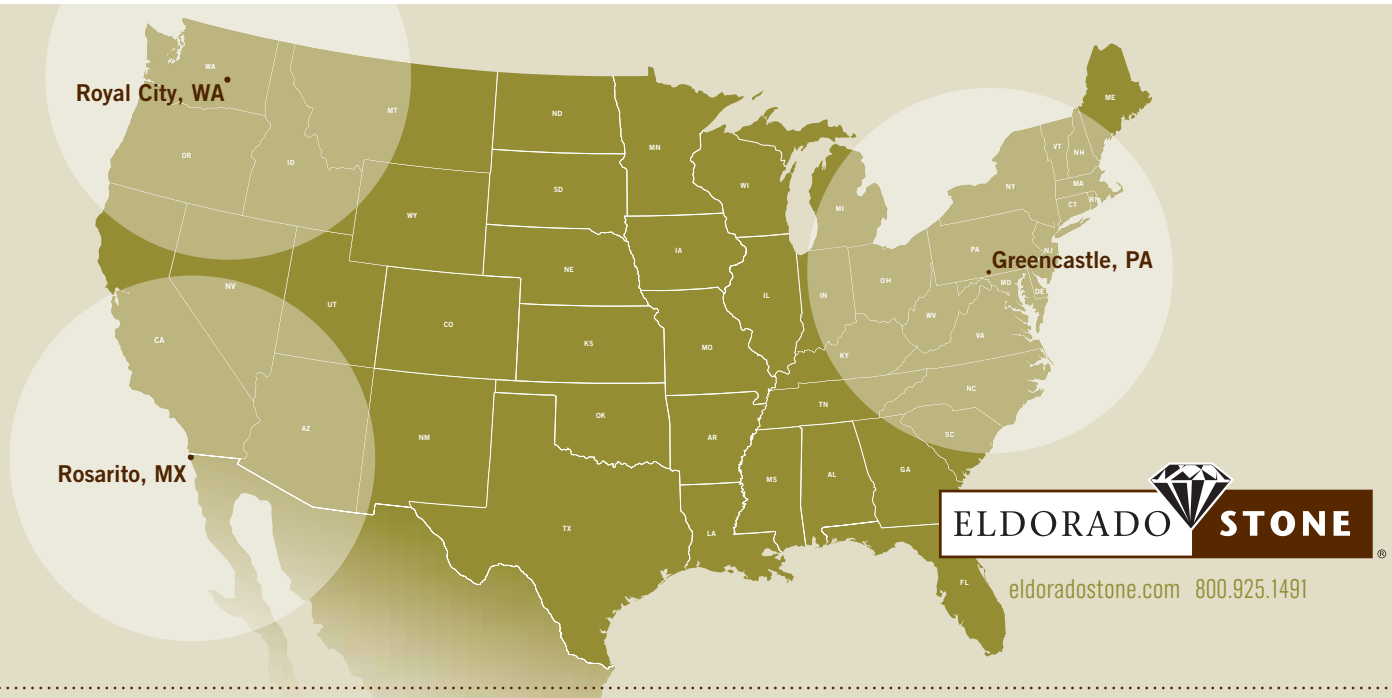 ME
WA
Royal City, WA
MT
ND
MN
VT
NH
OR
ID
WI
MA
NY
SD
CT
RI
MI
WY
PA
NJ
IA
Greencastle, PA
NE
OH
MD
NV
DE
IL
IN
UT
WV
CO
VA
CA
KS
MO
KY
NC
TN
OK
AZ
SC
NM
AR
GA
Rosarito, MX
AL
MS
ELDORADO STONE ®
TX
LA
FL
eldoradostone.com 800.925.1491